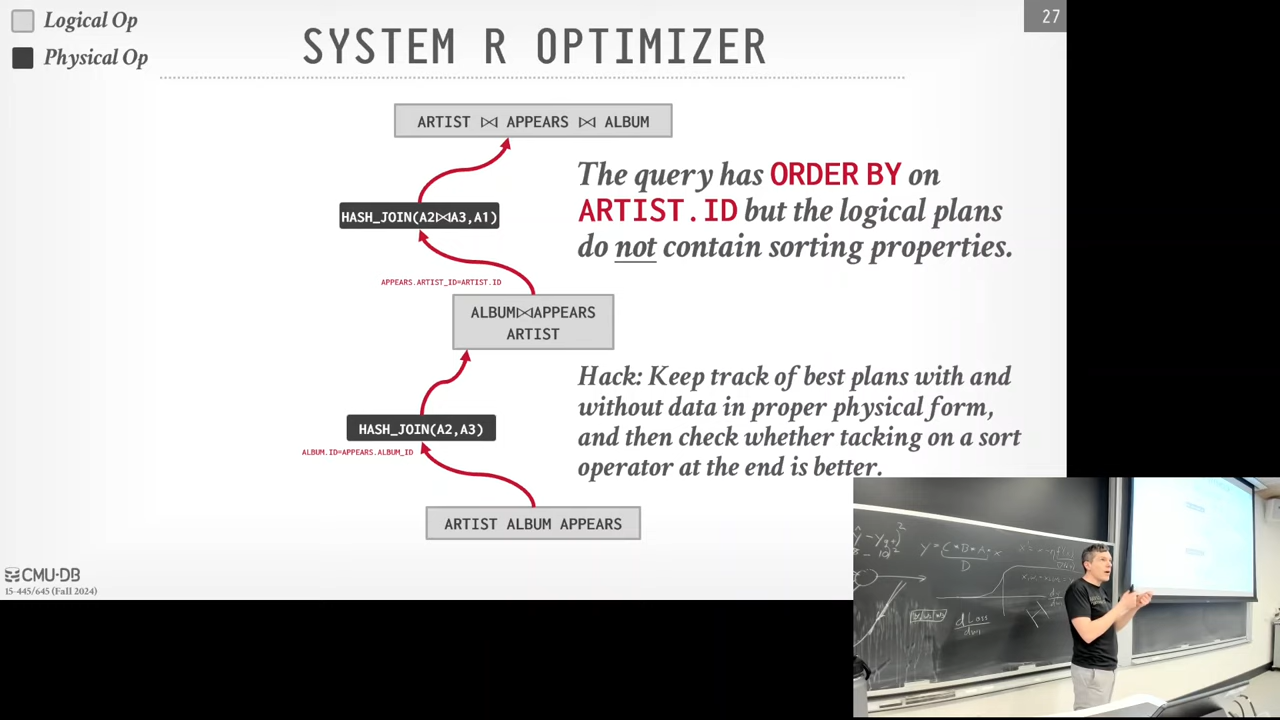 Logical Op
Physical Op
SYSTEM R OPTIMIZER
27
ARTIST ⨝ APPEARS ⨝ ALBUM
The query has ORDER BY on
ARTIST.ID but the logical plans
do not contain sorting properties.
HASH_JOIN(A2⨝A3,A1)
APPEARS.ARTIST_ID=ARTIST.ID
ALBUM⨝APPEARS
ARTIST
Hack: Keep track of best plans with and
without data in proper physical form,
and then check whether tacking on a sort
operator at the end is better.
HASH_JOIN(A2,A3)
ALBUM.ID=APPEARS.ALBUM_ID
ARTIST ALBUM APPEARS
CMU·DB
15-445/645 (Fall 2024)
d Loss